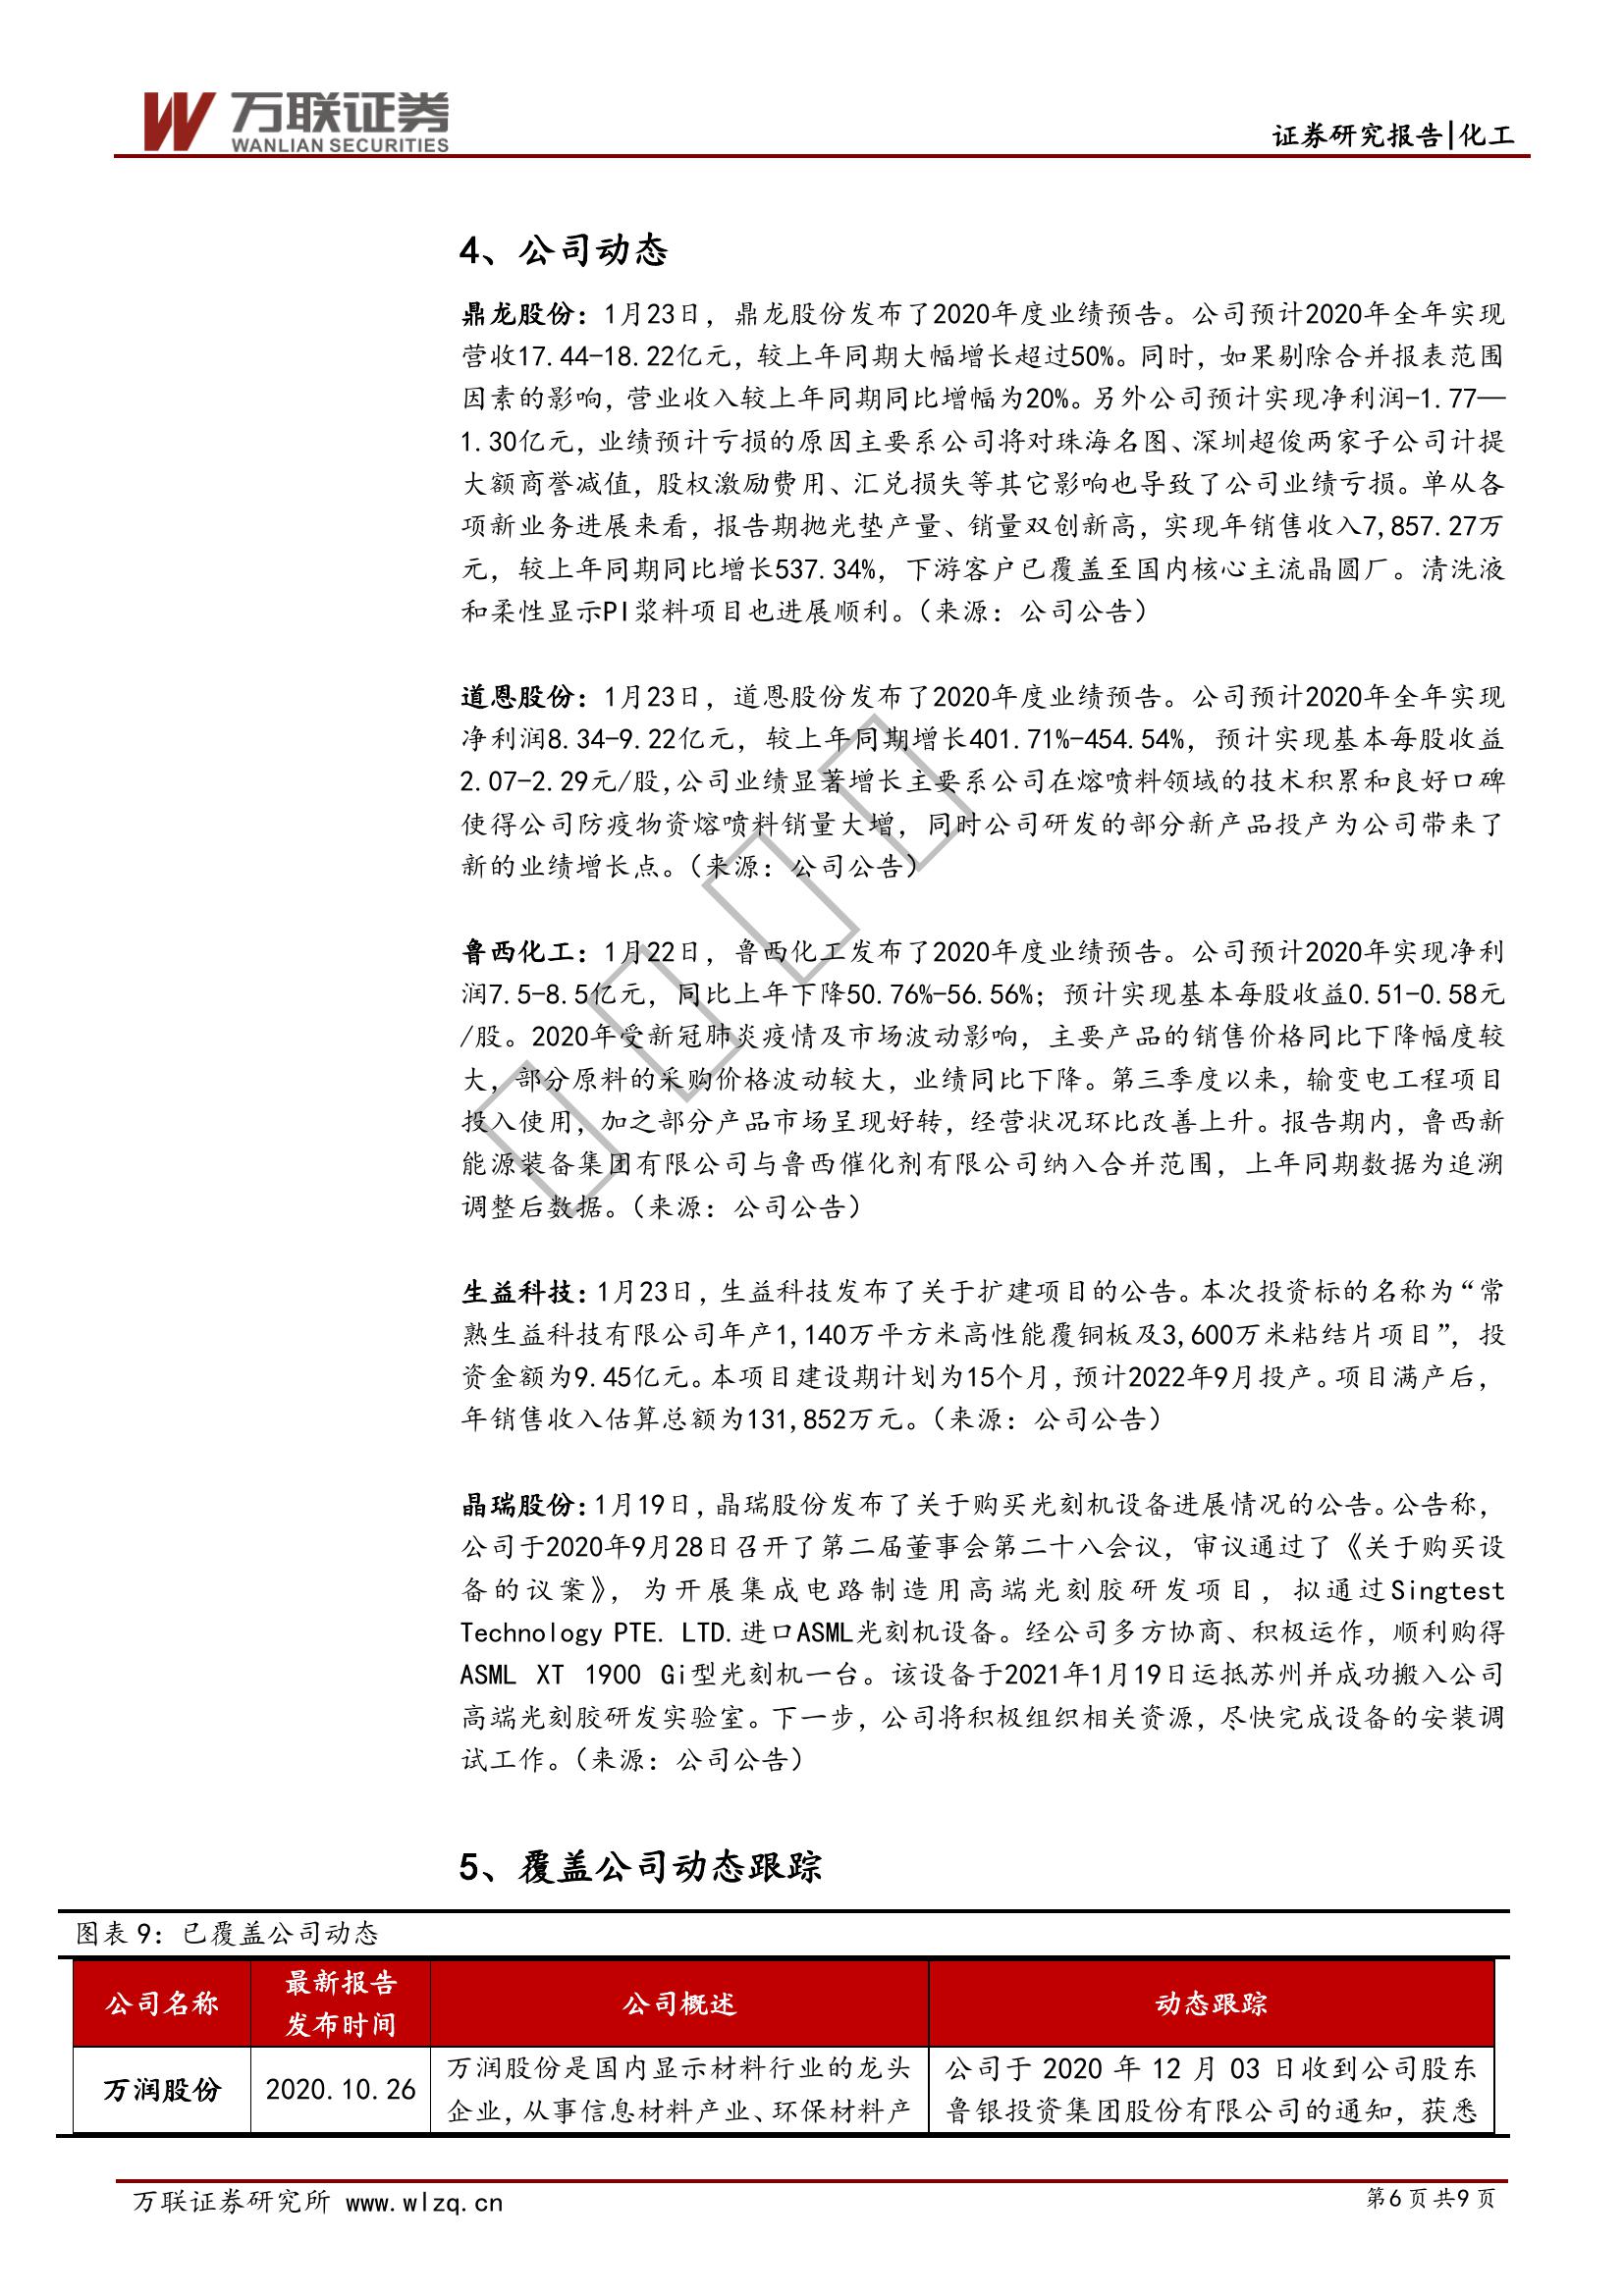 万联证券
WANLIAN SECURITIES
证券研究报告|化工
4、公司动态
鼎龙股份：1月23日，鼎龙股份发布了2020年度业绩预告。公司预计2020年全年实现
营收17.44-18.22亿元，较上年同期大幅增长超过50%。同时，如果剔除合并报表范围
因素的影响，营业收入较上年同期同比增幅为20%。另外公司预计实现净利润-1.77—
1.30亿元，业绩预计亏损的原因主要系公司将对珠海名图、深圳超俊两家子公司计提
大额商誉减值，股权激励费用、汇兑损失等其它影响也导致了公司业绩亏损。单从各
项新业务进展来看，报告期抛光垫产量、销量双创新高，实现年销售收入7,857.27万
元，较上年同期同比增长537.34%，下游客户已覆盖至国内核心主流晶圆厂。清洗液
和柔性显示PI浆料项目也进展顺利。（来源：公司公告）
道恩股份：1月23日，道恩股份发布了2020年度业绩预告。公司预计2020年全年实现
净利润8.34-9.22亿元，较上年同期增长401.71%-454.54%，预计实现基本每股收益
2.07-2.29元/股,公司业绩显著增长主要系公司在熔喷料领域的技术积累和良好口碑
使得公司防疫物资熔喷料销量大增，同时公司研发的部分新产品投产为公司带来了
新的业绩增长点。（来源：公司公告）
鲁西化工：1月22日，鲁西化工发布了2020年度业绩预告。公司预计2020年实现净利
润7.5-8.5亿元，同比上年下降50.76%-56.56%；预计实现基本每股收益0.51-0.58元
/股。2020年受新冠肺炎疫情及市场波动影响，主要产品的销售价格同比下降幅度较
大，部分原料的采购价格波动较大，业绩同比下降。第三季度以来，输变电工程项目
投入使用，加之部分产品市场呈现好转，经营状况环比改善上升。报告期内，鲁西新
能源装备集团有限公司与鲁西催化剂有限公司纳入合并范围，上年同期数据为追溯
调整后数据。（来源：公司公告）
生益科技：1月23日，生益科技发布了关于扩建项目的公告。本次投资标的名称为“常
熟生益科技有限公司年产1,140万平方米高性能覆铜板及3,600万米粘结片项目”，投
资金额为9.45亿元。本项目建设期计划为15个月，预计2022年9月投产。项目满产后，
年销售收入估算总额为131,852万元。（来源：公司公告）
晶瑞股份：1月19日，晶瑞股份发布了关于购买光刻机设备进展情况的公告。公告称，
公司于2020年9月28日召开了第二届董事会第二十八会议，审议通过了《关于购买设
备的议案》，为开展集成电路制造用高端光刻胶研发项目，拟通过Singtest
Technology PTE. LTD.进口ASML光刻机设备。经公司多方协商、积极运作，顺利购得
ASML XT 1900 Gi型光刻机一台。该设备于2021年1月19日运抵苏州并成功搬入公司
高端光刻胶研发实验室。下一步，公司将积极组织相关资源，尽快完成设备的安装调
试工作。（来源：公司公告）
5、覆盖公司动态跟踪
图表 9：已覆盖公司动态
公司名称
最新报告
发布时间
公司概述
动态跟踪
万润股份
2020.10.26
万润股份是国内显示材料行业的龙头
企业，从事信息材料产业、环保材料产
公司于 2020 年 12 月 03 日收到公司股东
鲁银投资集团股份有限公司的通知，获悉
万联证券研究所 www.wlzq.cn
第6页共9页